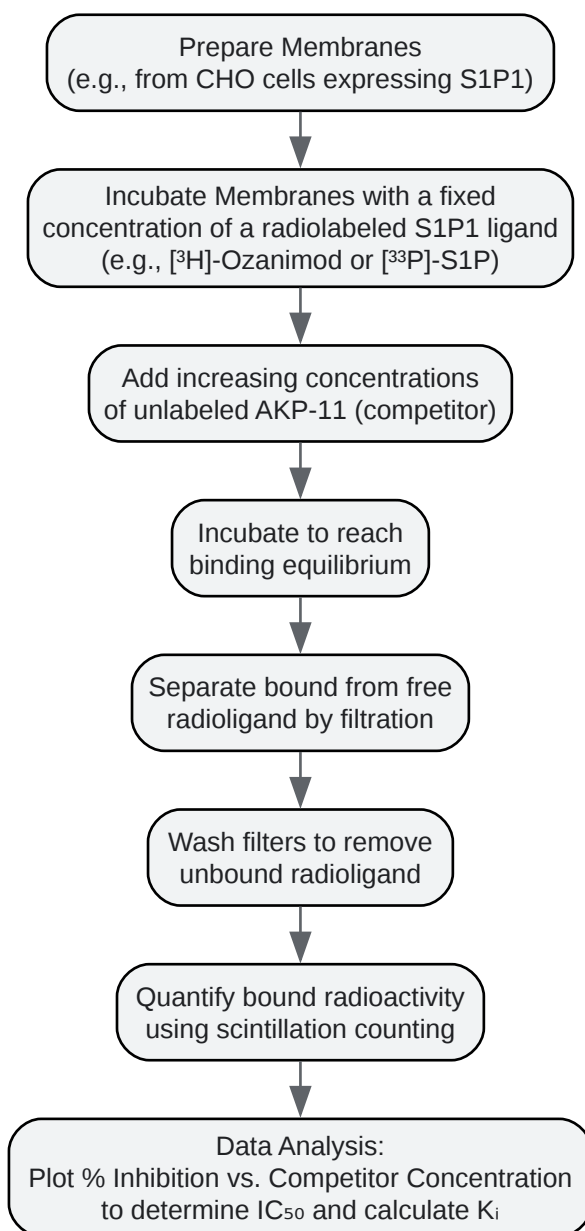 Prepare Membranes
(e.g., from CHO cells expressing S1P1)
Incubate Membranes with a fixed
concentration of a radiolabeled S1P1 ligand
(e.g., [³H]-Ozanimod or [³³P]-S1P)
Add increasing concentrations
of unlabeled AKP-11 (competitor)
Incubate to reach
binding equilibrium
Separate bound from free
radioligand by filtration
Wash filters to remove
unbound radioligand
Quantify bound radioactivity
using scintillation counting
Data Analysis:
Plot % Inhibition vs. Competitor Concentration
to determine IC₅₀ and calculate Kᵢ